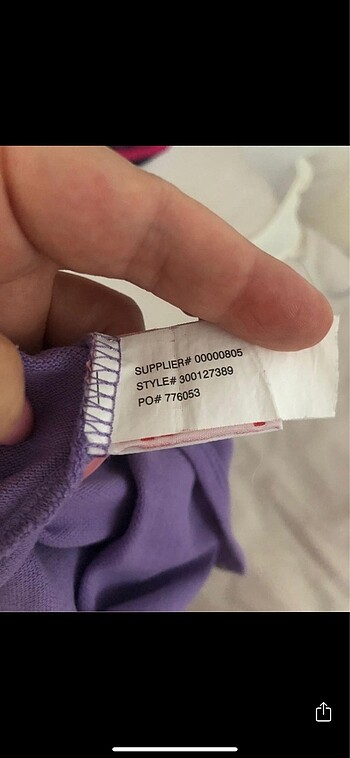 SUPPLIER# 00000805
STYLE# 300127389
PO# 776053